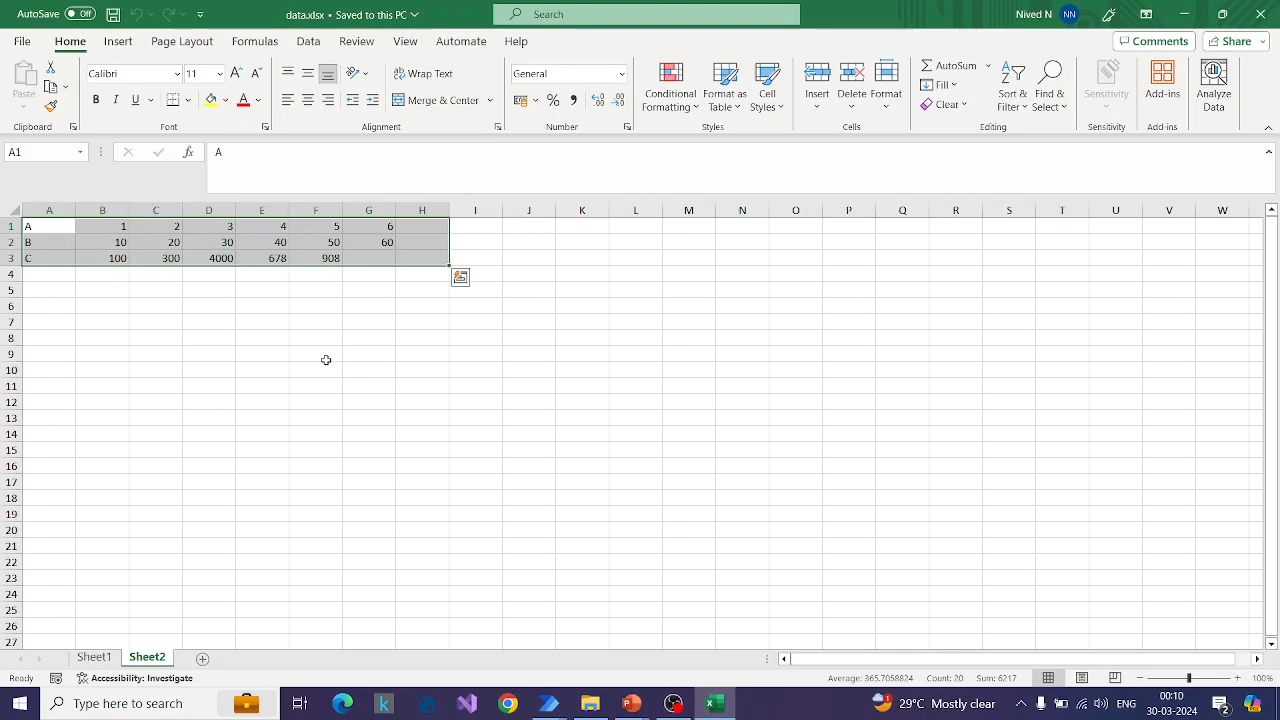 AutoSave Off data.xlsx • Saved to this PC Search Nived N NN
File Home Insert Page Layout Formulas Data Review View Automate Help Comments Share
Paste Calibri 11 Wrap Text General Conditional Formatting Format as Table Cell Styles Insert Delete Format AutoSum Fill Clear Sort & Filter Find & Select Sensitivity Add-ins Analyze Data
B I U A Merge & Center
Clipboard Font Alignment Number Styles Cells Editing Sensitivity Add-ins
A1 fx A
A B C D E F G H I J K L M N O P Q R S T U V W
1 A 1 2 3 4 5 6
2 B 10 20 30 40 50 60
3 C 100 300 4000 678 908
4
5
6
7
8
9
10
11
12
13
14
15
16
17
18
19
20
21
22
23
24
25
26
27
Sheet1 Sheet2
Ready Accessibility: Investigate Average: 365.7058824 Count: 20 Sum: 6217 100%
Type here to search 29°C Mostly clear ENG 00:10 30-03-2024 2